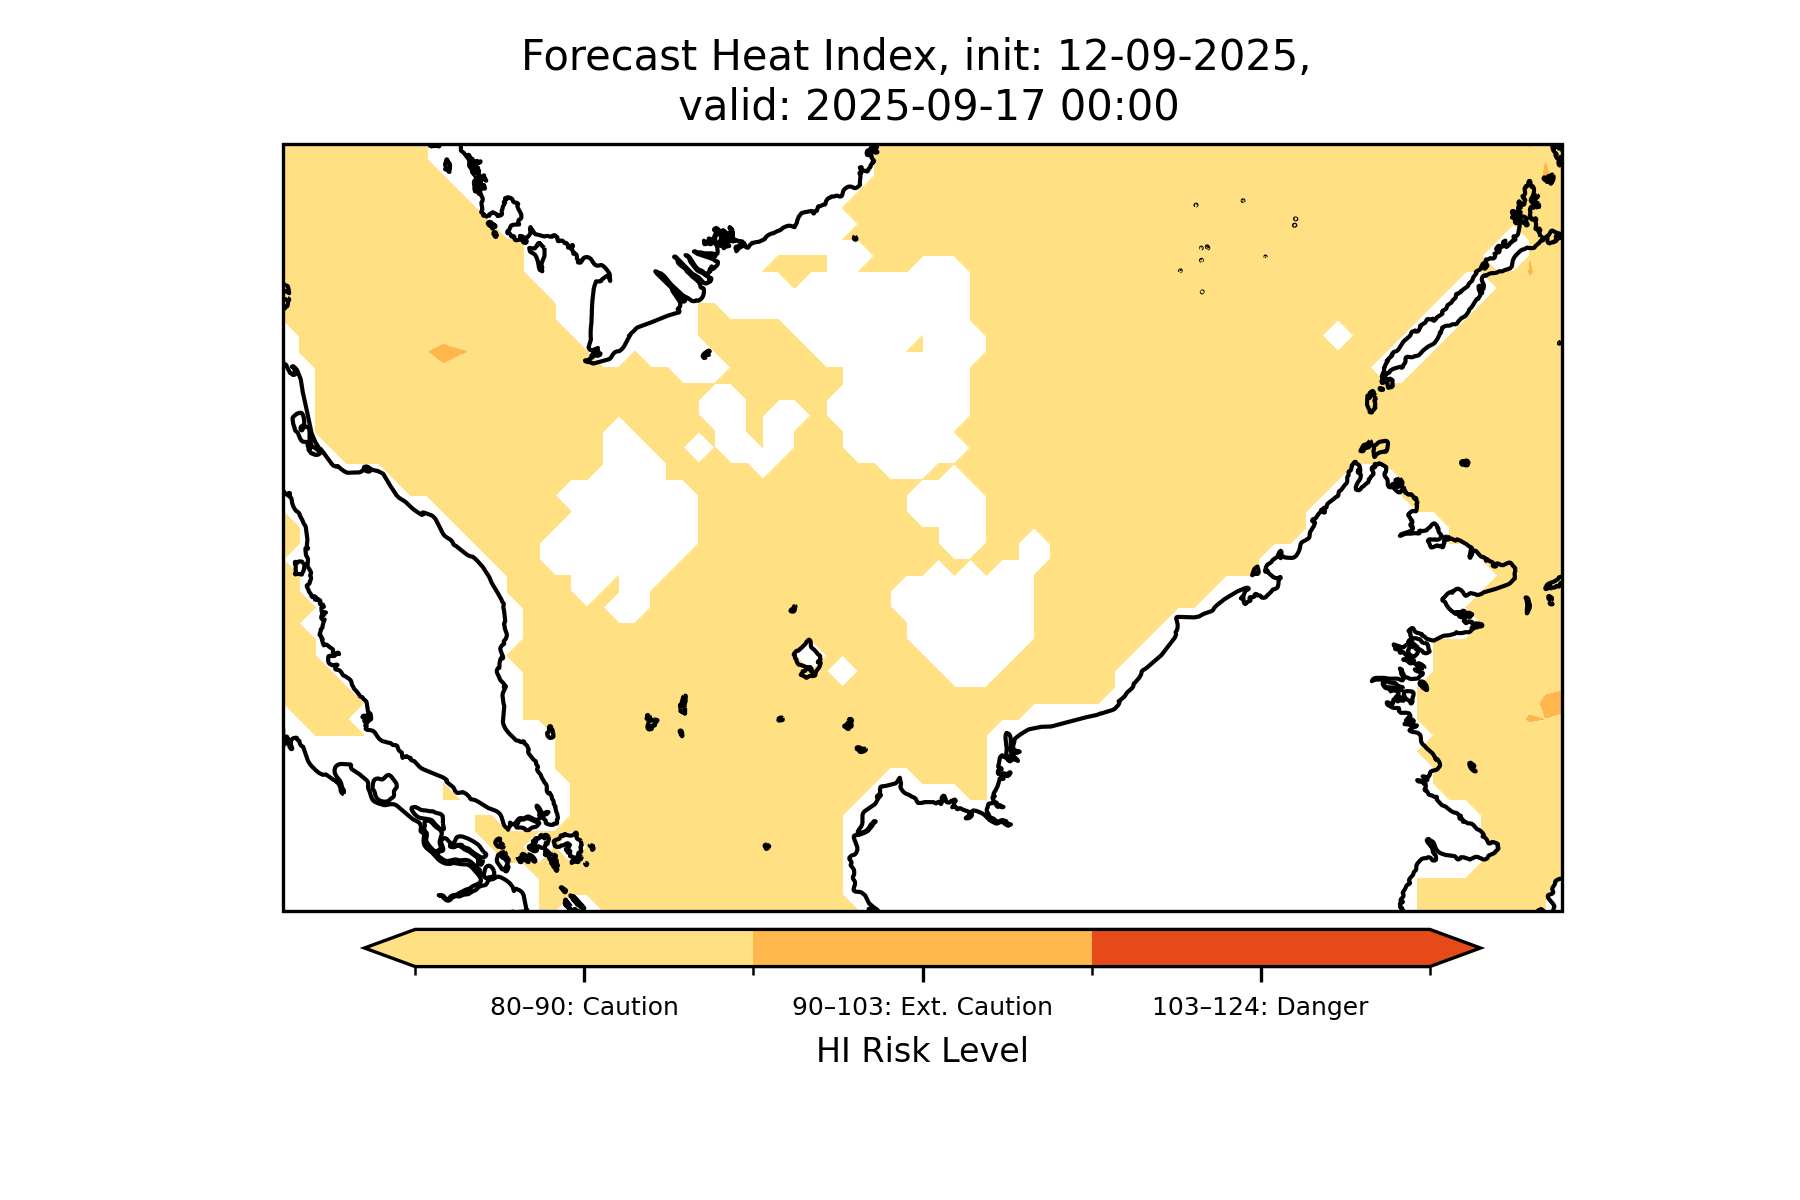 Forecast Heat Index, init: 12-09-2025,
valid: 2025-09-17 00:00
80–90: Caution
90–103: Ext. Caution
103–124: Danger
HI Risk Level